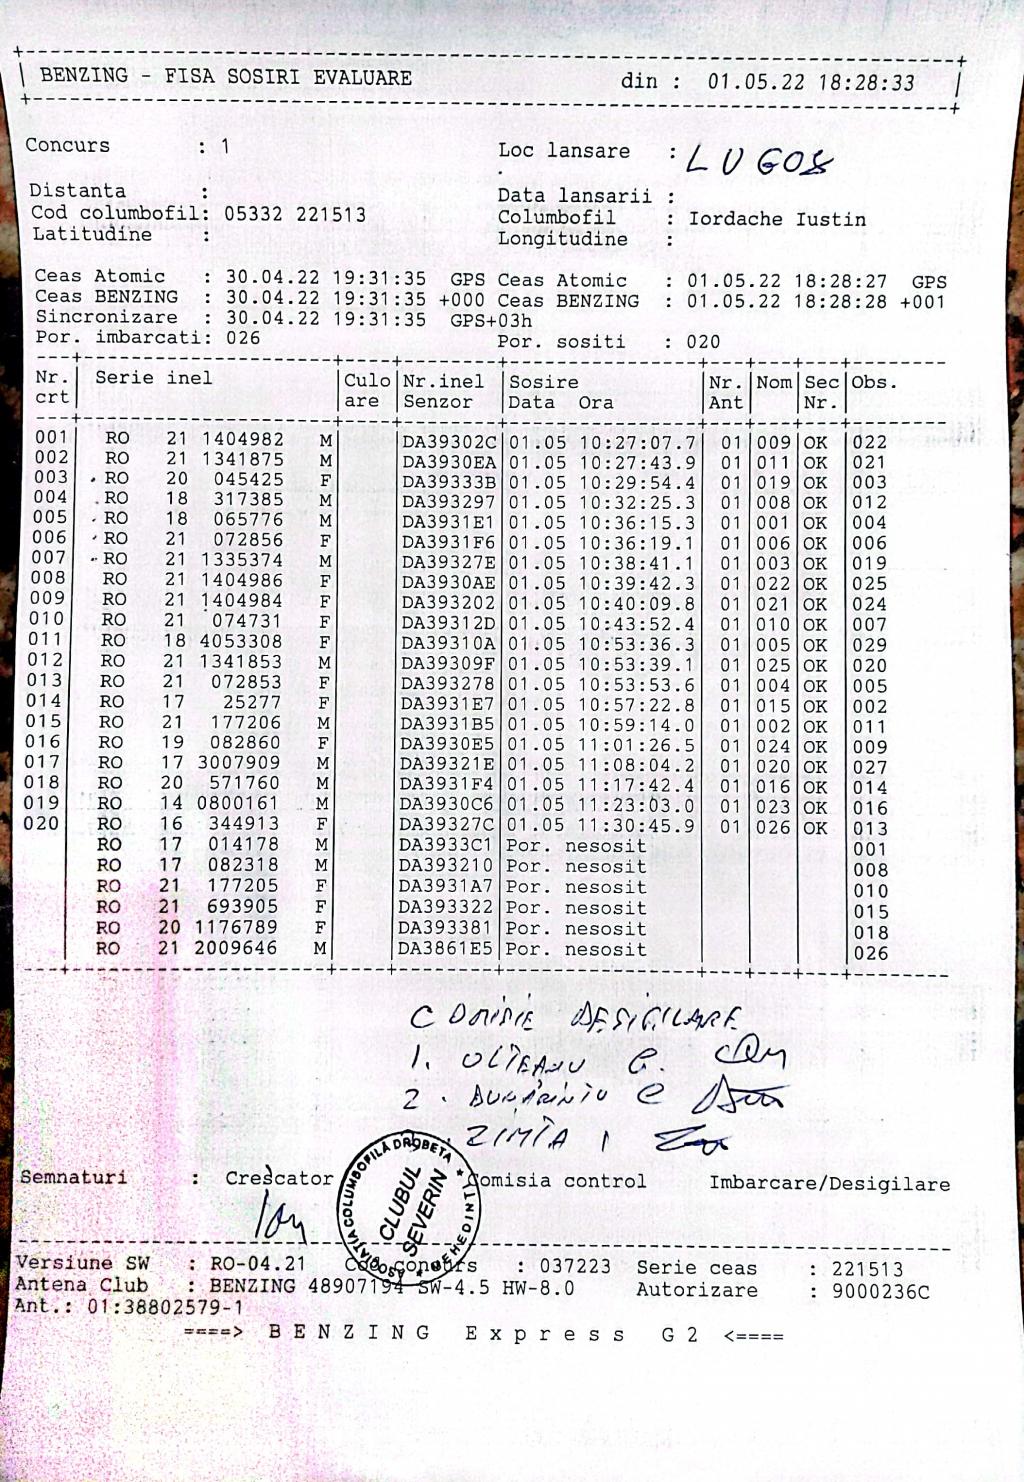 BENZING - FISA SOSIRI EVALUARE din : 01.05.22 18:28:33
Concurs : 1 Loc lansare : LUGOJ
Distanta : Data lansarii :
Cod columbofil: 05332 221513 Columbofil : Iordache Iustin
Latitudine : Longitudine :
Ceas Atomic : 30.04.22 19:31:35 GPS Ceas Atomic : 01.05.22 18:28:27 GPS
Ceas BENZING : 30.04.22 19:31:35 +000 Ceas BENZING : 01.05.22 18:28:28 +001
Sincronizare : 30.04.22 19:31:35 GPS+03h
Por. imbarcati: 026 Por. sositi : 020
Nr. Serie inel Culo Nr.inel Sosire Nr. Nom Sec Obs.
crt are Senzor Data Ora Ant Nr.
001 RO 21 1404982 M DA39302C 01.05 10:27:07.7 01 009 OK 022
002 RO 21 1341875 M DA3930EA 01.05 10:27:43.9 01 011 OK 021
003 RO 20 045425 F DA39333B 01.05 10:29:54.4 01 019 OK 003
004 RO 18 317385 M DA393297 01.05 10:32:25.3 01 008 OK 012
005 RO 18 065776 M DA3931E1 01.05 10:36:15.3 01 001 OK 004
006 RO 21 072856 F DA3931F6 01.05 10:36:19.1 01 006 OK 006
007 RO 21 1335374 M DA39327E 01.05 10:38:41.1 01 003 OK 019
008 RO 21 1404986 F DA3930AE 01.05 10:39:42.3 01 022 OK 025
009 RO 21 1404984 F DA393202 01.05 10:40:09.8 01 021 OK 024
010 RO 21 074731 F DA39312D 01.05 10:43:52.4 01 010 OK 007
011 RO 18 4053308 F DA39310A 01.05 10:53:36.3 01 005 OK 029
012 RO 21 1341853 M DA39309F 01.05 10:53:39.1 01 025 OK 020
013 RO 21 072853 F DA393278 01.05 10:53:53.6 01 004 OK 005
014 RO 17 25277 F DA3931E7 01.05 10:57:22.8 01 015 OK 002
015 RO 21 177206 M DA3931B5 01.05 10:59:14.0 01 002 OK 011
016 RO 19 082860 F DA3930E5 01.05 11:01:26.5 01 024 OK 009
017 RO 17 3007909 M DA39321E 01.05 11:08:04.2 01 020 OK 027
018 RO 20 571760 M DA3931F4 01.05 11:17:42.4 01 016 OK 014
019 RO 14 0800161 M DA3930C6 01.05 11:23:03.0 01 023 OK 016
020 RO 16 344913 F DA39327C 01.05 11:30:45.9 01 026 OK 013
RO 17 014178 M DA3933C1 Por. nesosit 001
RO 17 082318 M DA393210 Por. nesosit 008
RO 21 177205 F DA3931A7 Por. nesosit 010
RO 21 693905 F DA393322 Por. nesosit 015
RO 20 1176789 F DA393381 Por. nesosit 018
RO 21 2009646 M DA3861E5 Por. nesosit 026
COMISIE DESIGILARE
1. OLTEANU G.
2. C
ZIMTA I
ASOCIATIA COLUMBOFILA DROBETA * MEHEDINTI *
CLUBUL
SEVERIN
Semnaturi : Crescator Comisia control Imbarcare/Desigilare
Versiune SW : RO-04.21 Cod concurs : 037223 Serie ceas : 221513
Antena Club : BENZING 48907194 SW-4.5 HW-8.0 Autorizare : 9000236C
Ant.: 01:38802579-1
====> BENZING Express G2 <====